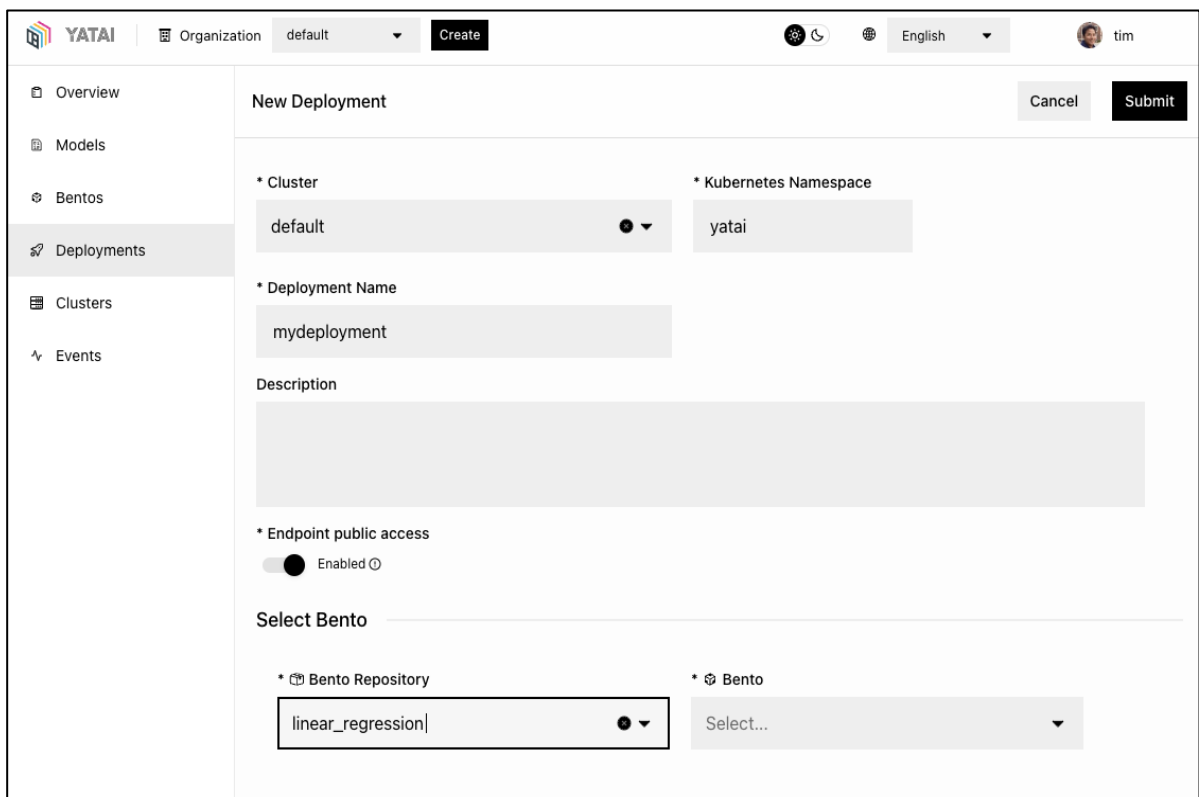 YATAI Organization default Create English tim
Overview
Models
Bentos
Deployments
Clusters
Events
New Deployment Cancel Submit
* Cluster * Kubernetes Namespace
default yatai
* Deployment Name
mydeployment
Description
* Endpoint public access
Enabled
Select Bento
* Bento Repository * Bento
linear_regression Select...